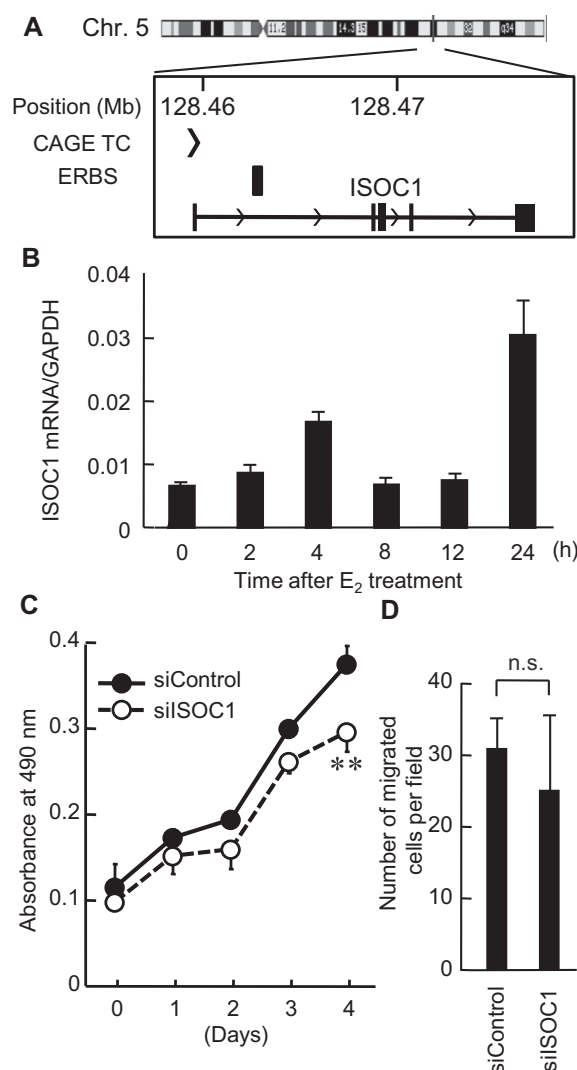 A
Chr. 5
11.2
14.3 15
32
q34
Position (Mb) 128.46 128.47
CAGE TC
ERBS
ISOC1
B
0.04
0.03
0.02
0.01
0
ISOC1 mRNA/GAPDH
0 2 4 8 12 24 (h)
Time after E₂ treatment
C
0.4
0.3
0.2
0.1
0
Absorbance at 490 nm
siControl
siISOC1
**
0 1 2 3 4
(Days)
D
n.s.
40
30
20
10
0
Number of migrated
cells per field
siControl
siISOC1